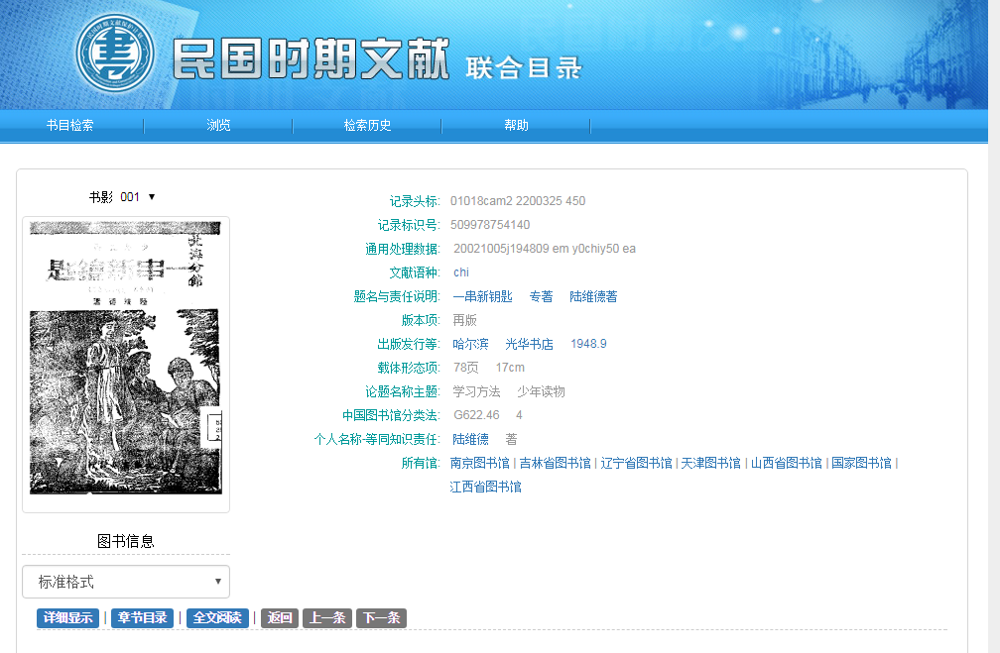 民国时期文献 联合目录
书目检索 浏览 检索历史 帮助
书影 001 ▼
北海分館
一串新鑰匙
陸維德著
图书信息
标准格式
记录头标: 01018cam2 2200325 450
记录标识号: 509978754140
通用处理数据: 20021005j194809 em y0chiy50 ea
文献语种: chi
题名与责任说明: 一串新钥匙 专著 陆维德著
版本项: 再版
出版发行等: 哈尔滨 光华书店 1948.9
载体形态项: 78页 17cm
论题名称主题: 学习方法 少年读物
中国图书馆分类法: G622.46 4
个人名称-等同知识责任: 陆维德 著
所有馆: 南京图书馆 | 吉林省图书馆 | 辽宁省图书馆 | 天津图书馆 | 山西省图书馆 | 国家图书馆 |
江西省图书馆
详细显示 | 章节目录 | 全文阅读 | 返回 上一条 下一条